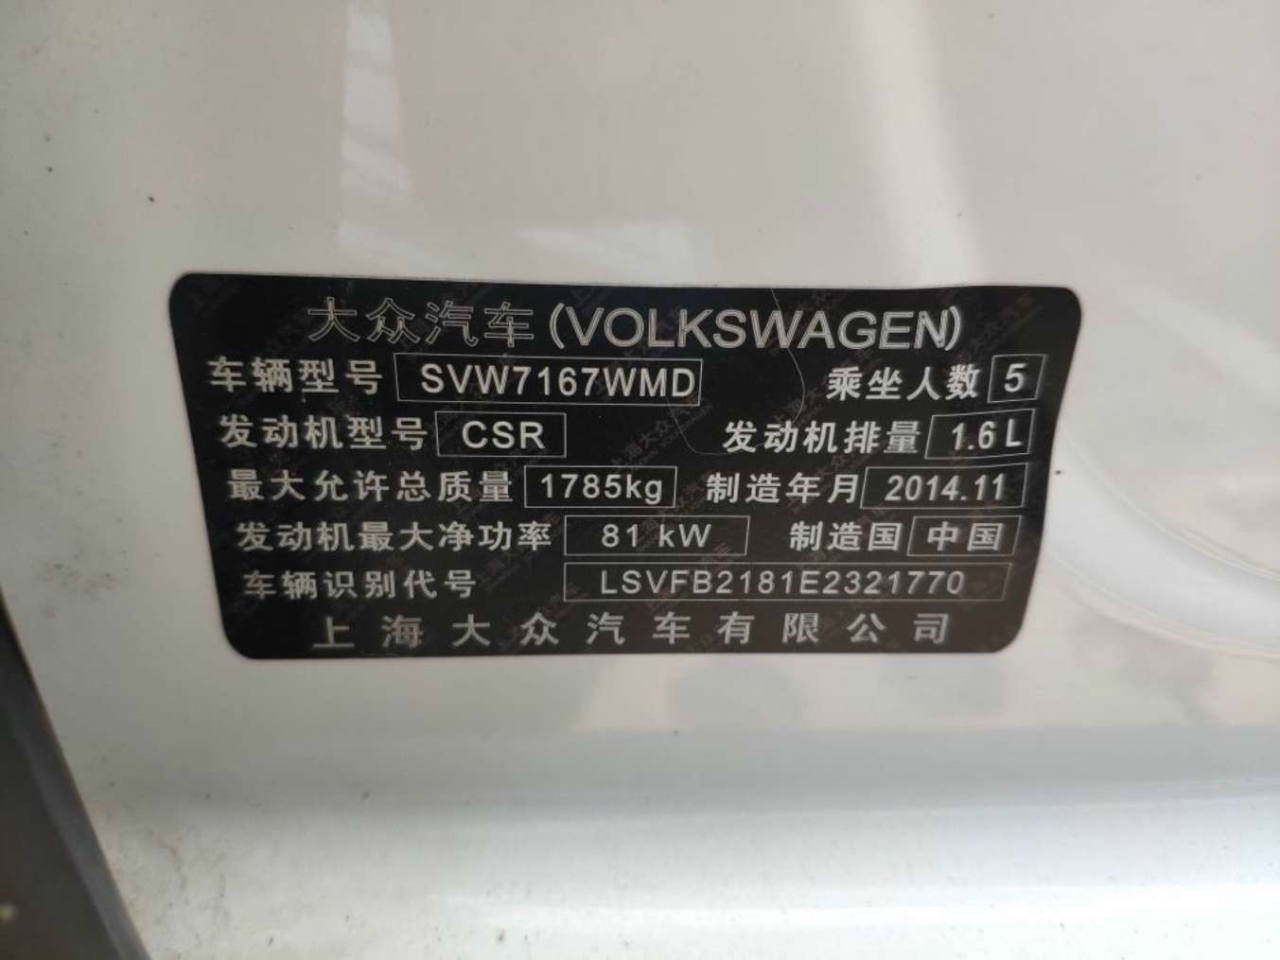 大众汽车(VOLKSWAGEN)
车辆型号 SVW7167WMD 乘坐人数 5
发动机型号 CSR 发动机排量 1.6L
最大允许总质量 1785kg 制造年月 2014.11
发动机最大净功率 81 kW 制造国 中国
车辆识别代号 LSVFB2181E2321770
上海大众汽车有限公司